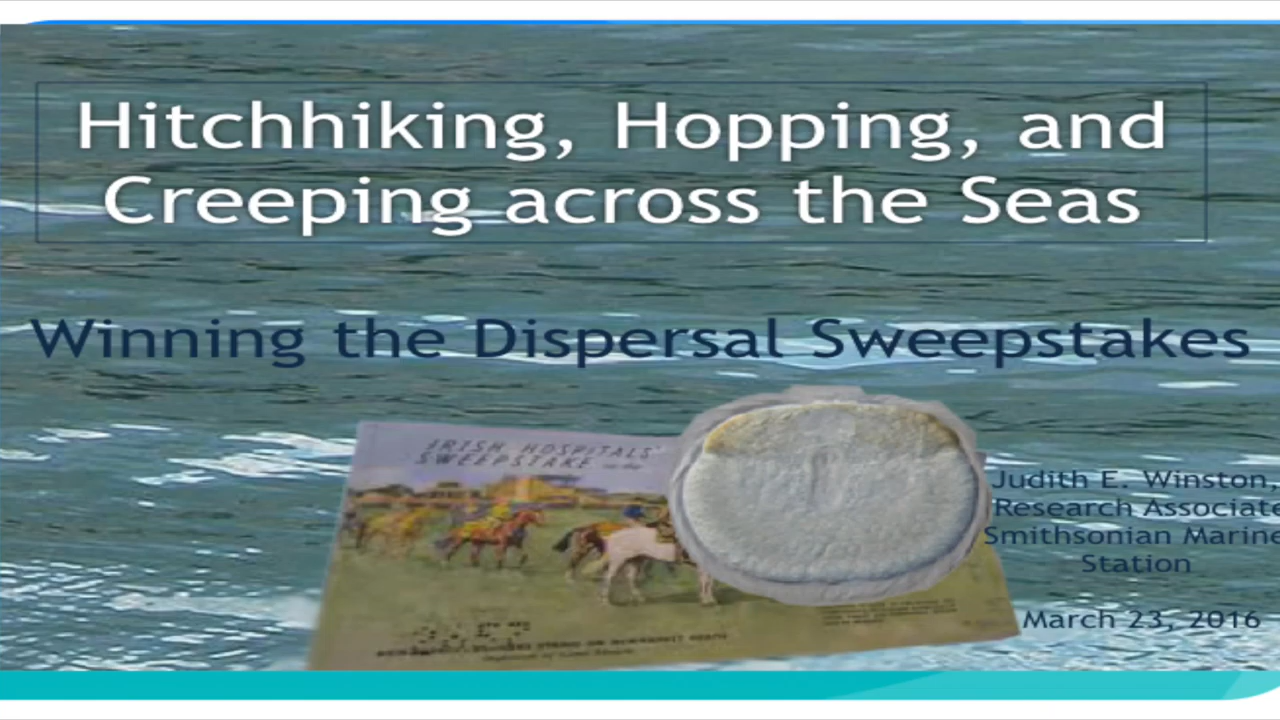 Hitchhiking, Hopping, and
Creeping across the Seas
Winning the Dispersal Sweepstakes
IRISH HOSPITALS'
SWEEPSTAKE
Judith E. Winston,
Research Associate
Smithsonian Marine
Station
March 23, 2016